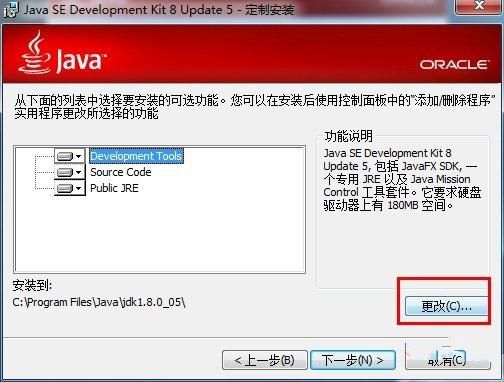 Java SE Development Kit 8 Update 5 - 定制安装
Java™
ORACLE
从下面的列表中选择要安装的可选功能。您可以在安装后使用控制面板中的“添加/删除程序”
实用程序更改所选择的功能
Development Tools
Source Code
Public JRE
功能说明
Java SE Development Kit 8
Update 5, 包括 JavaFX SDK, 一
个专用 JRE 以及 Java Mission
Control 工具套件。它要求硬盘
驱动器上有 180MB 空间。
安装到:
C:\Program Files\Java\jdk1.8.0_05\
更改(C)...
< 上一步(B)
下一步(N) >
取消(C)